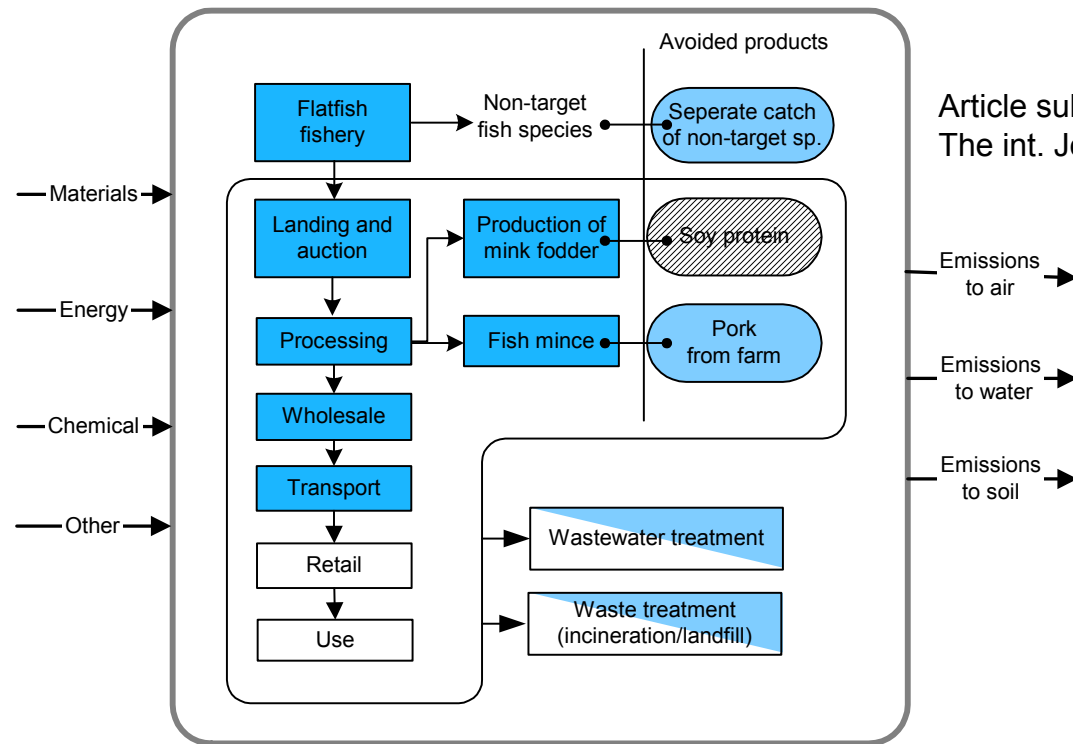 Avoided products
Flatfish
fishery
Non-target
fish species
Seperate catch
of non-target sp.
Article
The int.
Materials
Energy
Chemical
Other
Landing and
auction
Production of
mink fodder
Soy protein
Processing
Fish mince
Pork
from farm
Wholesale
Transport
Retail
Use
Wastewater treatment
Waste treatment
(incineration/landfill)
Emissions
to air
Emissions
to water
Emissions
to soil